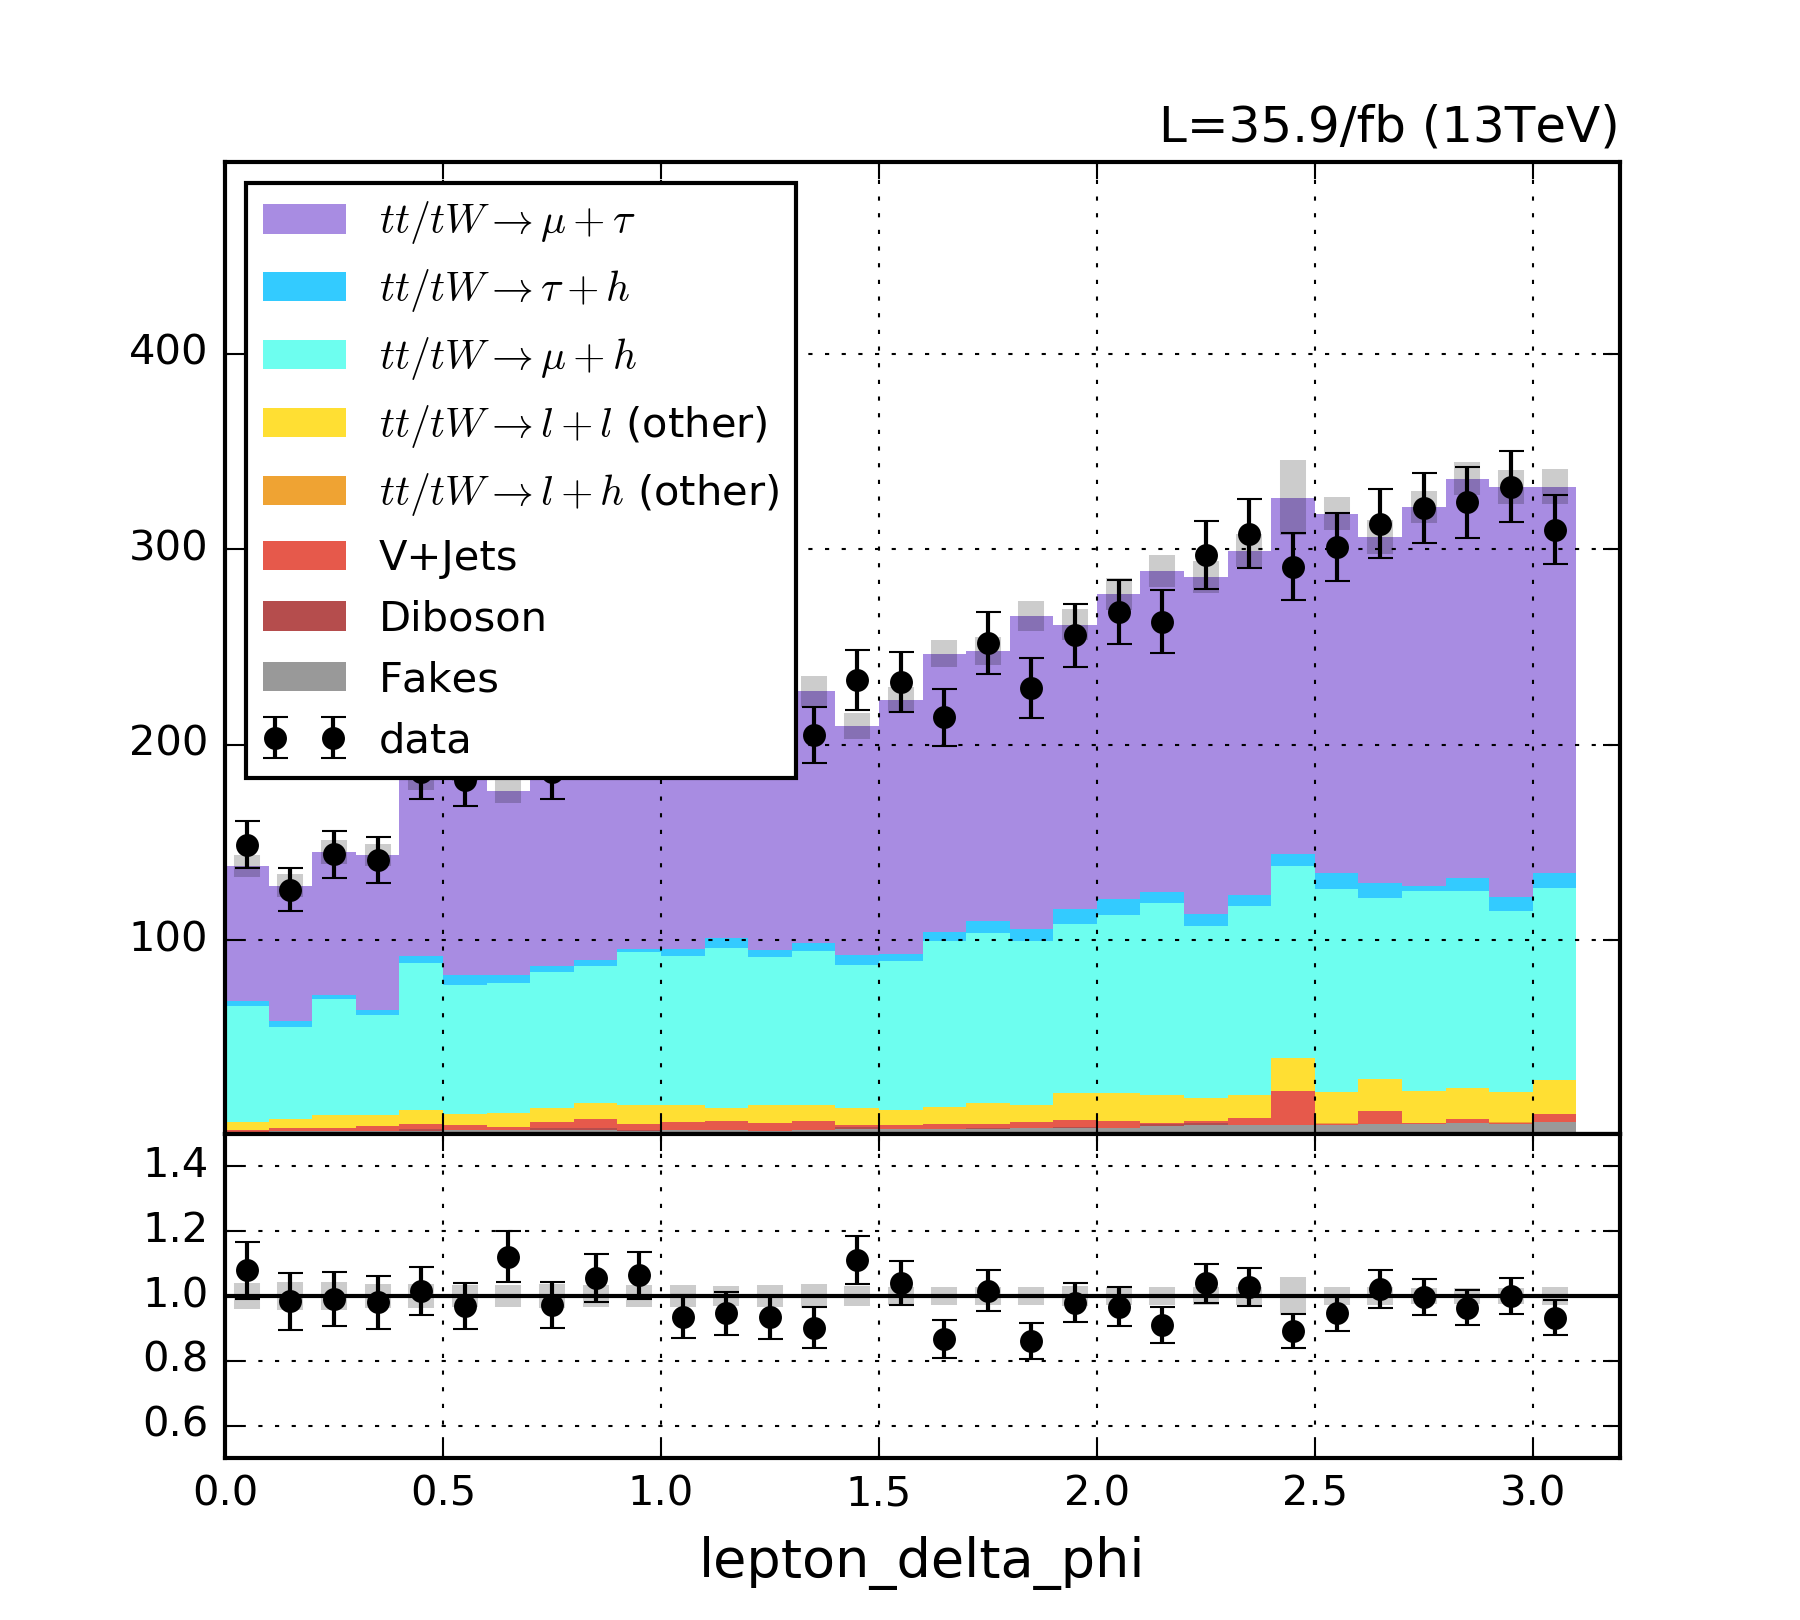 L=35.9/fb (13TeV)
tt/tW→μ+τ
tt/tW→τ+h
tt/tW→μ+h
tt/tW→l+l (other)
tt/tW→l+h (other)
V+Jets
Diboson
Fakes
data
400
300
200
100
1.4
1.2
1.0
0.8
0.6
0.0 0.5 1.0 1.5 2.0 2.5 3.0
lepton_delta_phi